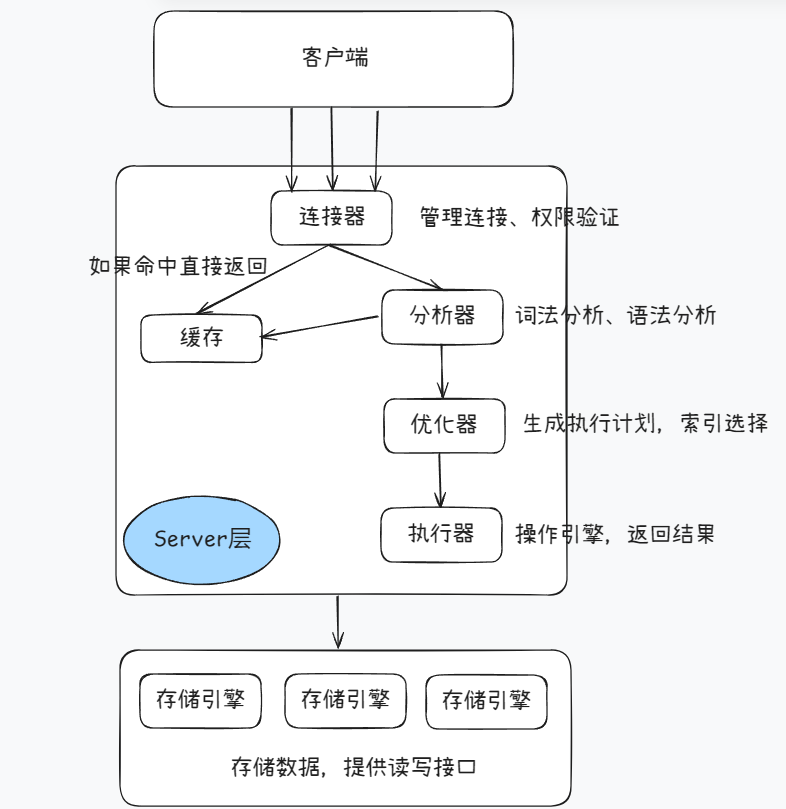 客户端
连接器
管理连接、权限验证
如果命中直接返回
分析器
词法分析、语法分析
缓存
优化器
生成执行计划，索引选择
执行器
操作引擎，返回结果
Server层
存储引擎
存储引擎
存储引擎
存储数据，提供读写接口